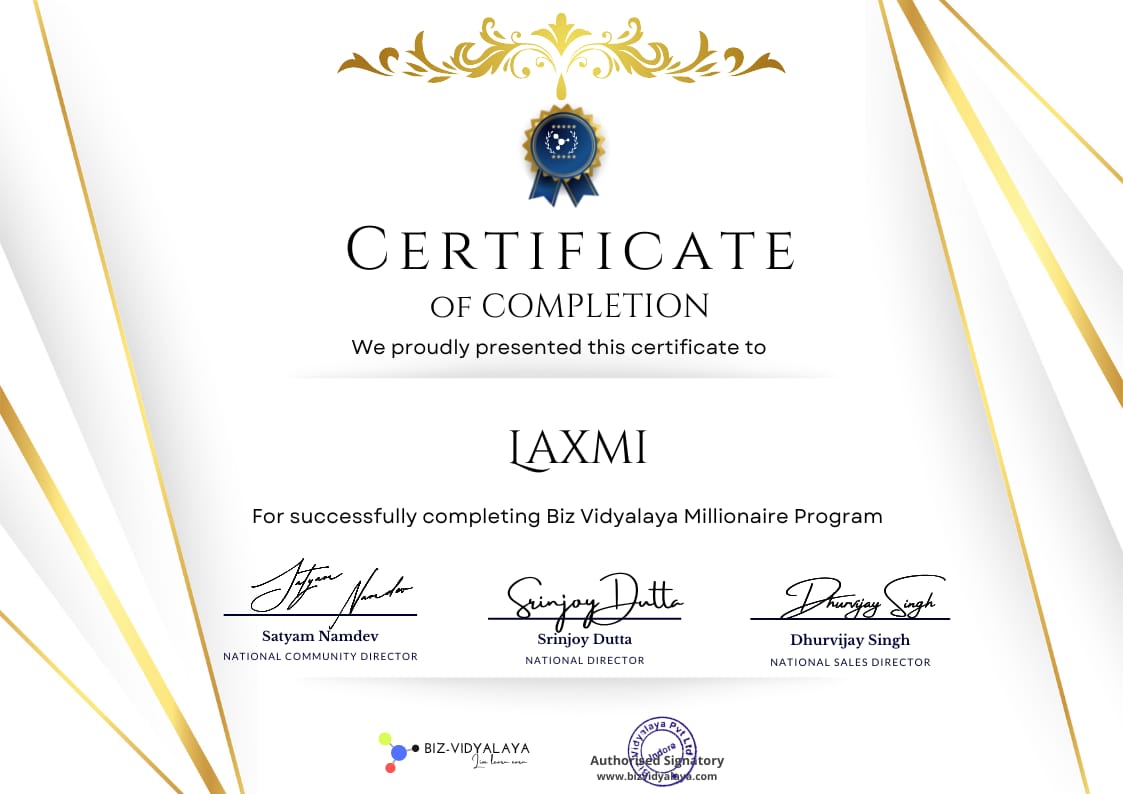 CERTIFICATE
OF COMPLETION
We proudly presented this certificate to
LAXMI
For successfully completing Biz Vidyalaya Millionaire Program
Satyam Namdev
Srinjoy Dutta
Dhurvijay Singh
Satyam Namdev
NATIONAL COMMUNITY DIRECTOR
Srinjoy Dutta
NATIONAL DIRECTOR
Dhurvijay Singh
NATIONAL SALES DIRECTOR
BIZ-VIDYALAYA
Biz Vidyalaya Pvt Ltd
Indore
Authorised Signatory
www.bizvidyalaya.com